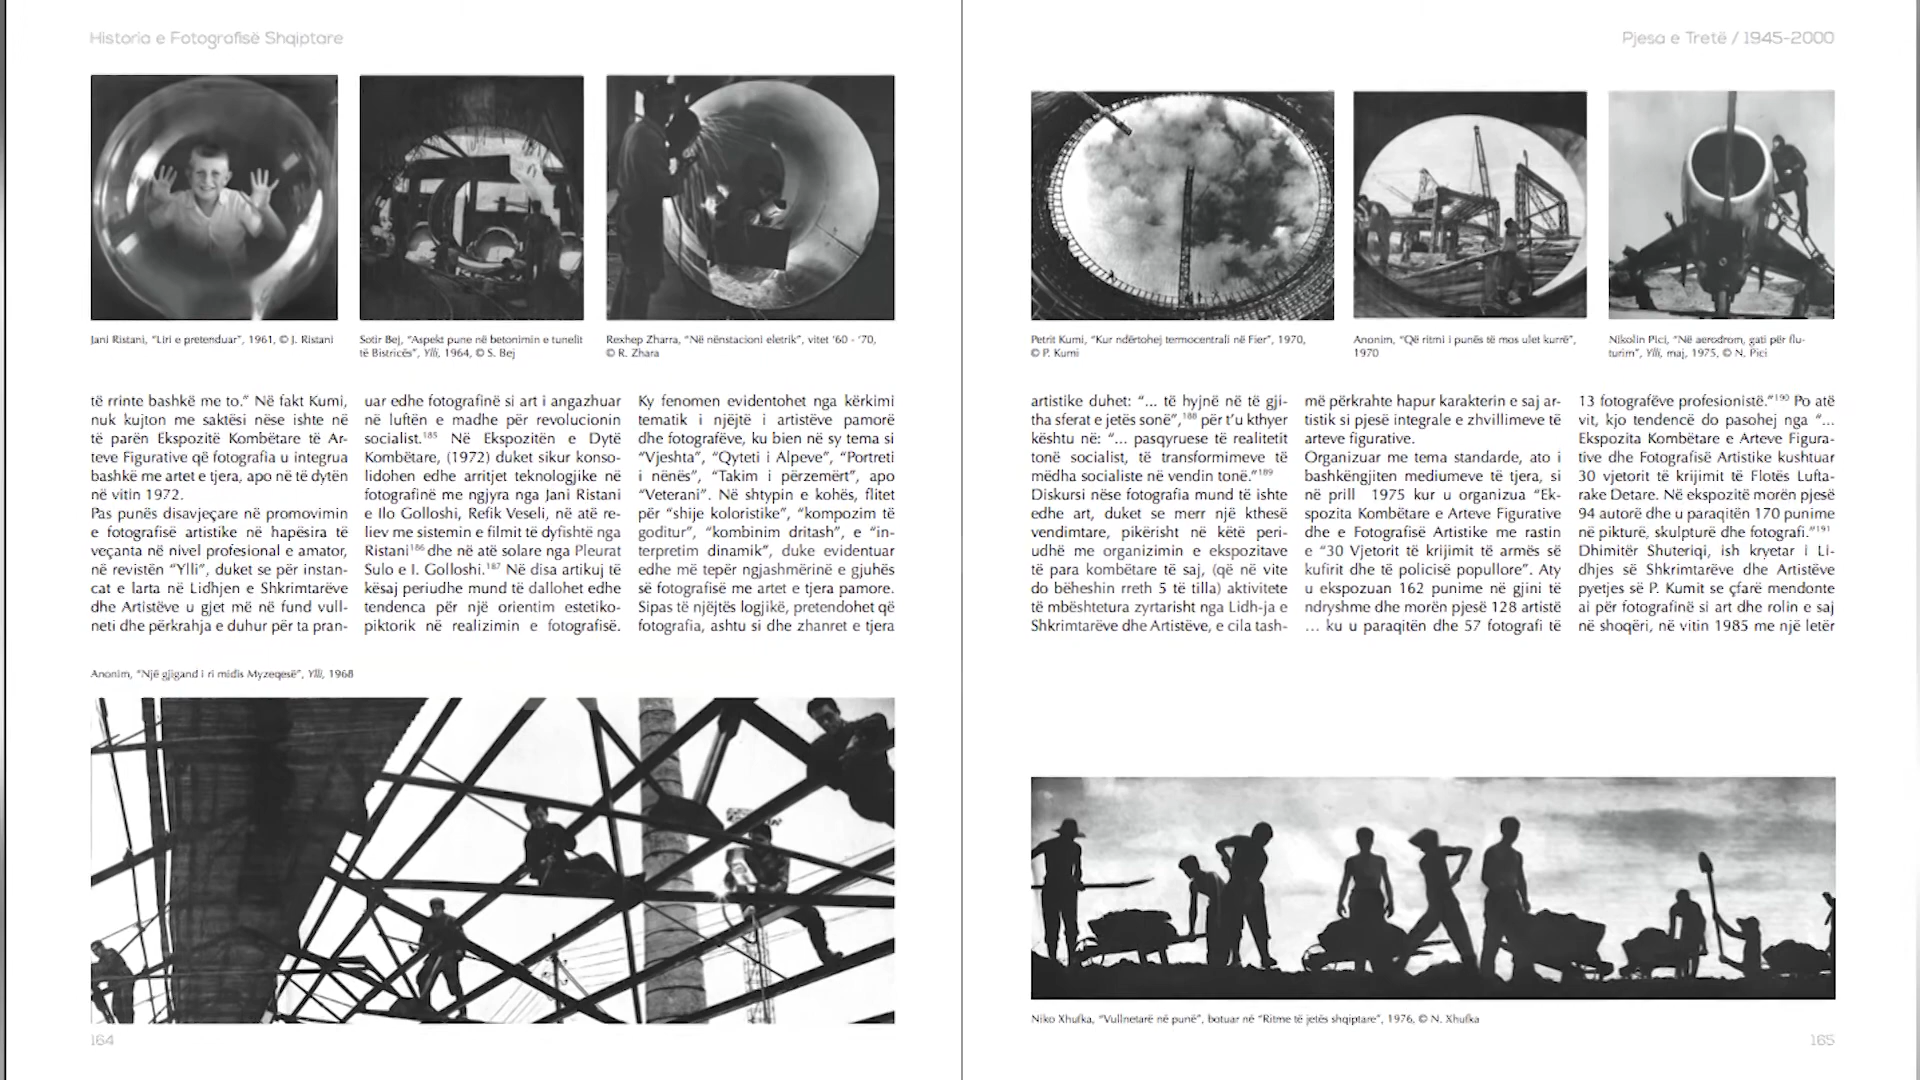 Historia e Fotografisë Shqiptare
Jani Ristani, “Liri e pretenduar”, 1961, © J. Ristani
Sotir Bej, “Aspekt pune në betonimin e tunelit
të Bistricës”, Ylli, 1964, © S. Bej
Rexhep Zharra, “Në nënstacioni eletrik”, vitet ‘60 - ‘70,
© R. Zhara
të rrinte bashkë me to.” Në fakt Kumi,
nuk kujton me saktësi nëse ishte në
të parën Ekspozitë Kombëtare të Ar-
teve Figurative që fotografia u integrua
bashkë me artet e tjera, apo në të dytën
në vitin 1972.
Pas punës disavjeçare në promovimin
e fotografisë artistike në hapësira të
veçanta në nivel profesional e amator,
në revistën “Ylli”, duket se për instan-
cat e larta në Lidhjen e Shkrimtarëve
dhe Artistëve u gjet më në fund vull-
neti dhe përkrahja e duhur për ta pran-
uar edhe fotografinë si art i angazhuar
në luftën e madhe për revolucionin
socialist.185 Në Ekspozitën e Dytë
Kombëtare, (1972) duket sikur konso-
lidohen edhe arritjet teknologjike në
fotografinë me ngjyra nga Jani Ristani
e Ilo Golloshi, Refik Veseli, në atë re-
liev me sistemin e filmit të dyfishtë nga
Ristani186 dhe në atë solare nga Pleurat
Sulo e I. Golloshi.187 Në disa artikuj të
kësaj periudhe mund të dallohet edhe
tendenca për një orientim estetiko-
piktorik në realizimin e fotografisë.
Ky fenomen evidentohet nga kërkimi
tematik i njëjtë i artistëve pamorë
dhe fotografëve, ku bien në sy tema si
“Vjeshta”, “Qyteti i Alpeve”, “Portreti
i nënës”, “Takim i përzemërt”, apo
“Veterani”. Në shtypin e kohës, flitet
për “shije koloristike”, “kompozim të
goditur”, “kombinim dritash”, e “in-
terpretim dinamik”, duke evidentuar
edhe më tepër ngjashmërinë e gjuhës
së fotografisë me artet e tjera pamore.
Sipas të njëjtës logjikë, pretendohet që
fotografia, ashtu si dhe zhanret e tjera
Anonim, “Një gjigand i ri midis Myzeqesë”, Ylli, 1968
164
Pjesa e Tretë / 1945-2000
Petrit Kumi, “Kur ndërtohej termocentrali në Fier”, 1970,
© P. Kumi
Anonim, “Që ritmi i punës të mos ulet kurrë”,
1970
Nikolin Pici, “Në aerodrom, gati për flu-
turim”, Ylli, maj, 1975, © N. Pici
artistike duhet: “... të hyjnë në të gji-
tha sferat e jetës sonë”,188 për t’u kthyer
kështu në: “... pasqyruese të realitetit
tonë socialist, të transformimeve të
mëdha socialiste në vendin tonë.”189
Diskursi nëse fotografia mund të ishte
edhe art, duket se merr një kthesë
vendimtare, pikërisht në këtë peri-
udhë me organizimin e ekspozitave
të para kombëtare të saj, (që në vite
do bëheshin rreth 5 të tilla) aktivitete
të mbështetura zyrtarisht nga Lidh-ja e
Shkrimtarëve dhe Artistëve, e cila tash-
më përkrahte hapur karakterin e saj ar-
tistik si pjesë integrale e zhvillimeve të
arteve figurative.
Organizuar me tema standarde, ato i
bashkëngjiten mediumeve të tjera, si
në prill 1975 kur u organizua “Ek-
spozita Kombëtare e Arteve Figurative
dhe e Fotografisë Artistike me rastin
e “30 Vjetorit të krijimit të armës së
kufirit dhe të policisë popullore”. Aty
u ekspozuan 162 punime në gjini të
ndryshme dhe morën pjesë 128 artistë
... ku u paraqitën dhe 57 fotografi të
13 fotografëve profesionistë.”190 Po atë
vit, kjo tendencë do pasohej nga “...
Ekspozita Kombëtare e Arteve Figura-
tive dhe Fotografisë Artistike kushtuar
30 vjetorit të krijimit të Flotës Lufta-
rake Detare. Në ekspozitë morën pjesë
94 autorë dhe u paraqitën 170 punime
në pikturë, skulpturë dhe fotografi.”191
Dhimitër Shuteriqi, ish kryetar i Li-
dhjes së Shkrimtarëve dhe Artistëve
pyetjes së P. Kumit se çfarë mendonte
ai për fotografinë si art dhe rolin e saj
në shoqëri, në vitin 1985 me një letër
Niko Xhufka, “Vullnetarë në punë”, botuar në “Ritme të jetës shqiptare”, 1976, © N. Xhufka
165